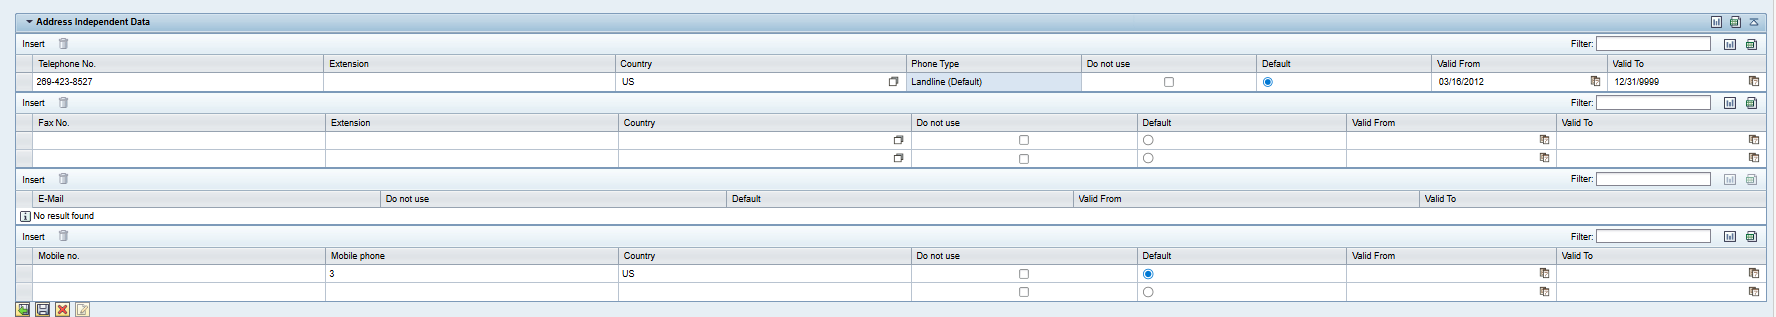 Address Independent Data
Insert Filter:
Telephone No. Extension Country Phone Type Do not use Default Valid From Valid To
269-423-8527 US Landline (Default) 03/16/2012 12/31/9999
Insert Filter:
Fax No. Extension Country Do not use Default Valid From Valid To
Insert Filter:
E-Mail Do not use Default Valid From Valid To
No result found
Insert Filter:
Mobile no. Mobile phone Country Do not use Default Valid From Valid To
3 US